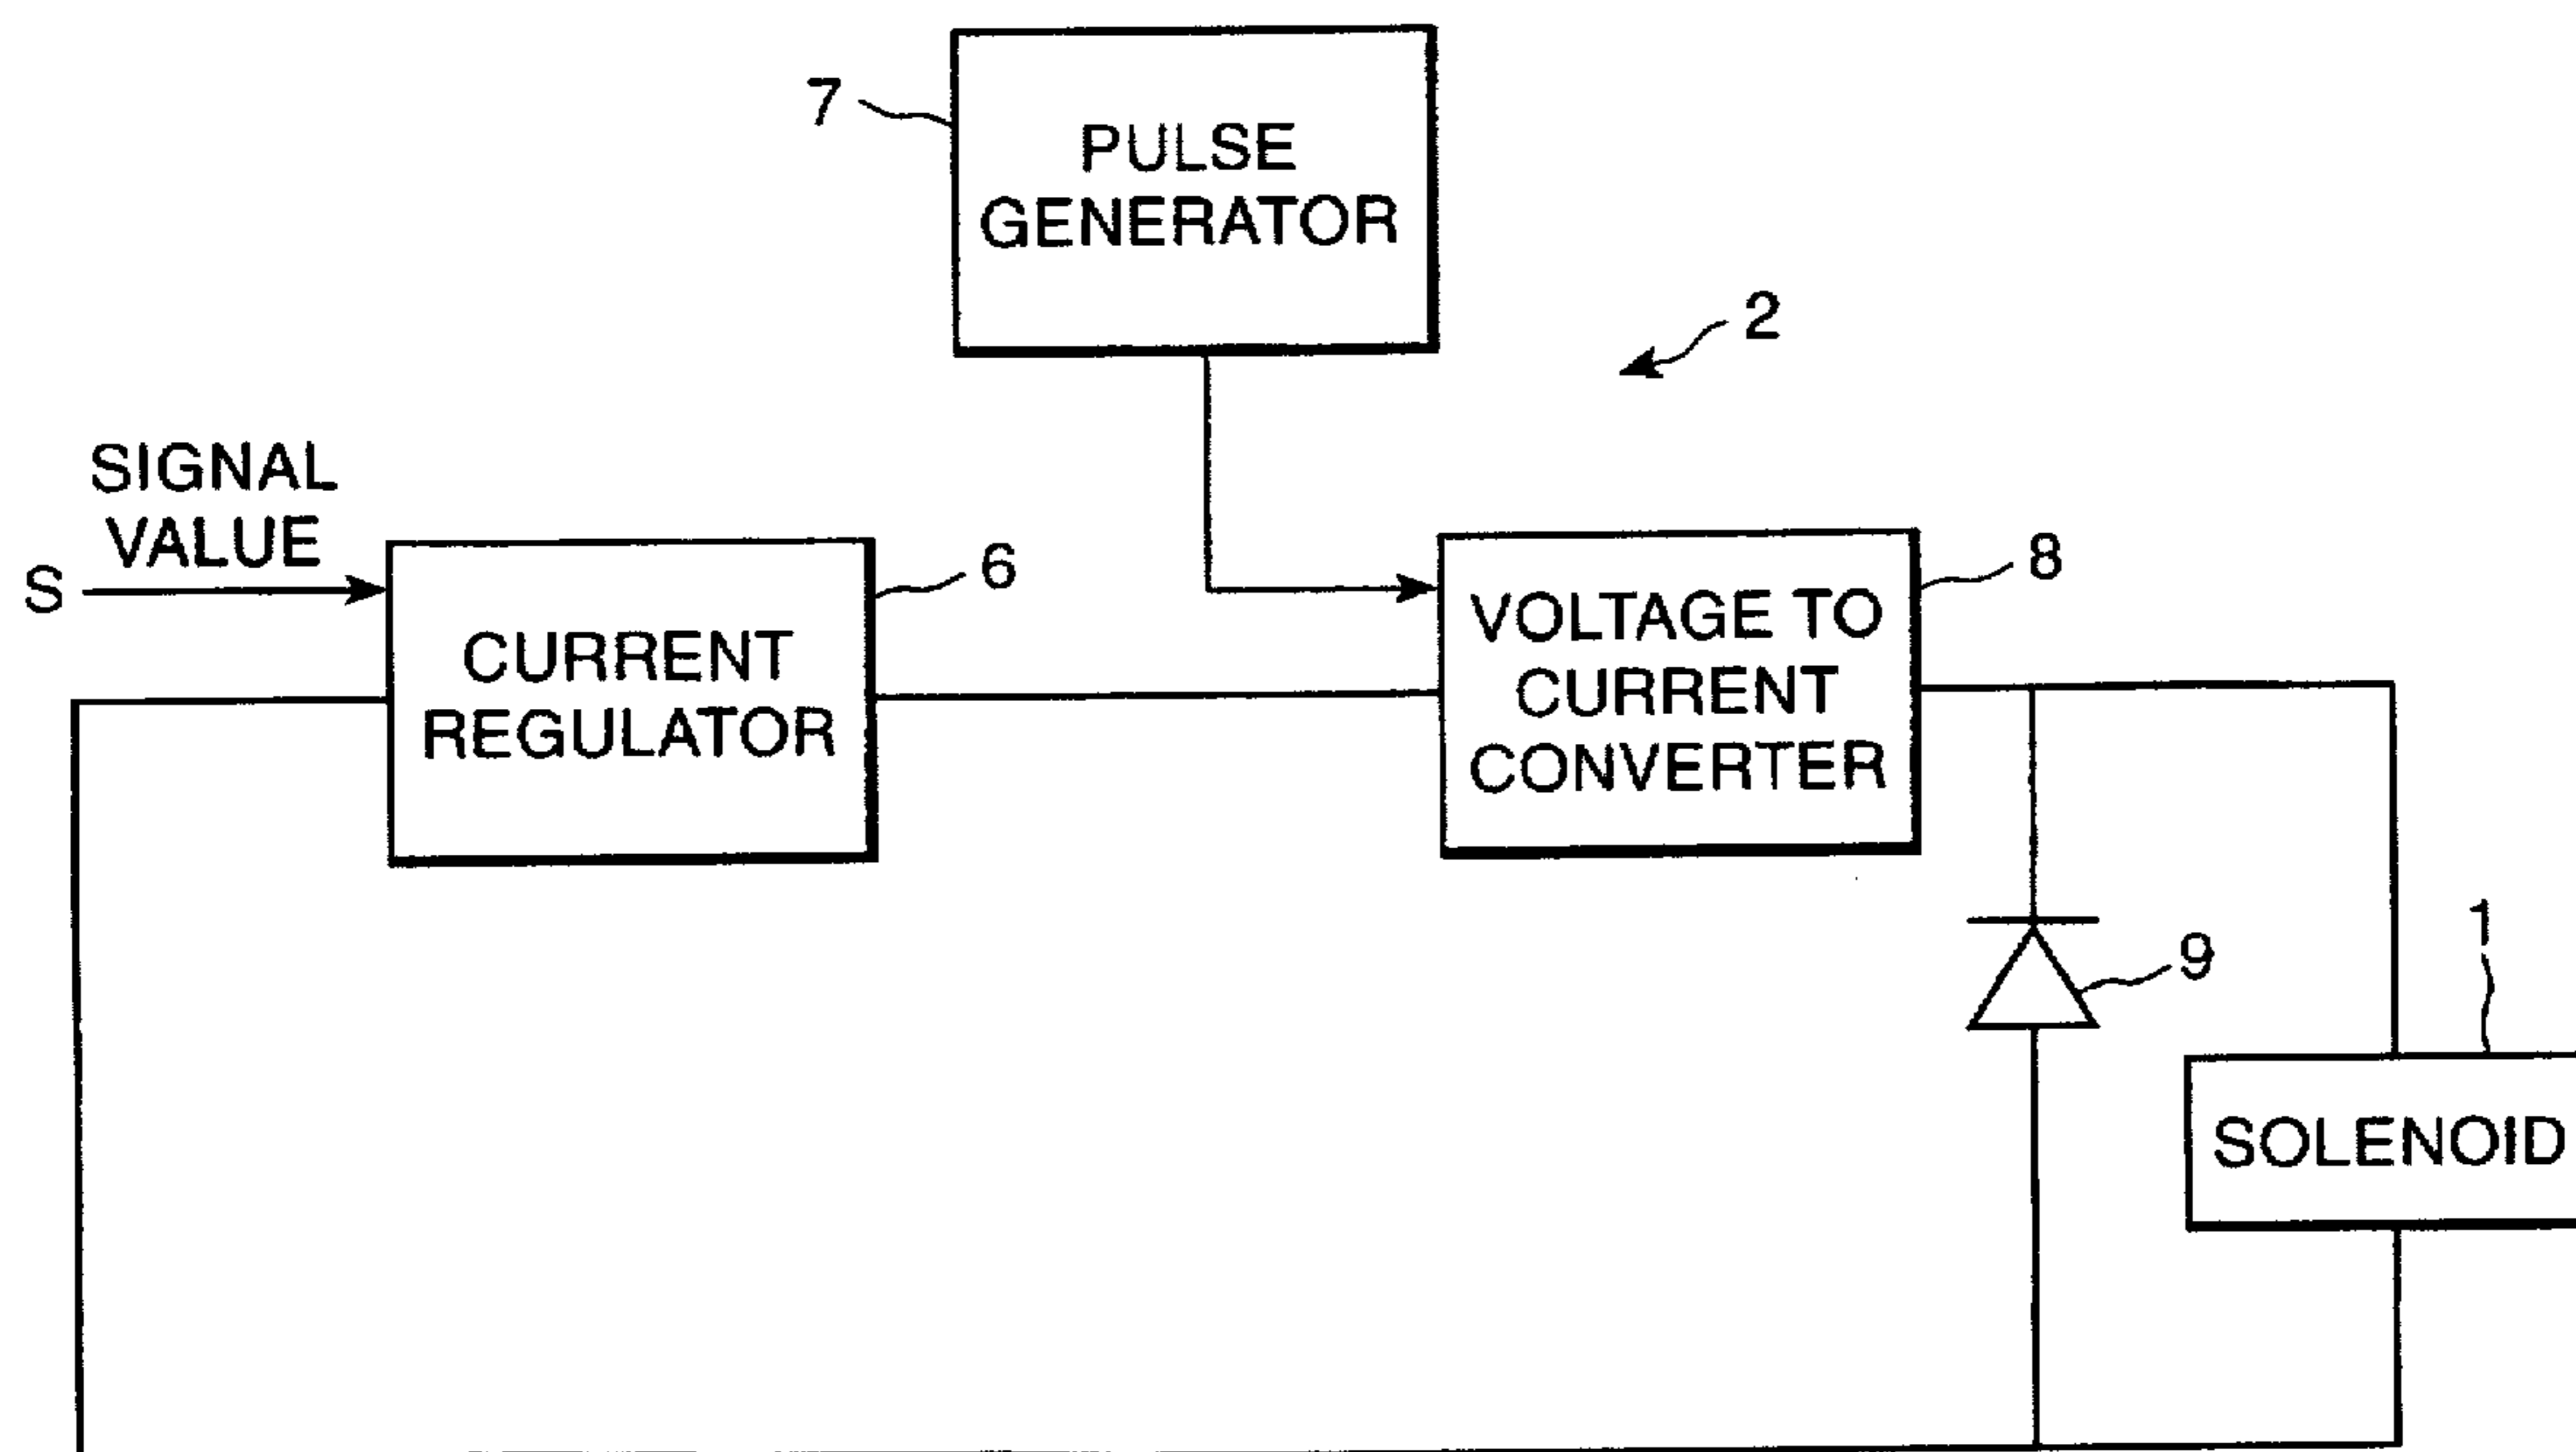 7
PULSE
GENERATOR
2
SIGNAL
VALUE
S
6
8
CURRENT
REGULATOR
VOLTAGE TO
CURRENT
CONVERTER
9
1
SOLENOID